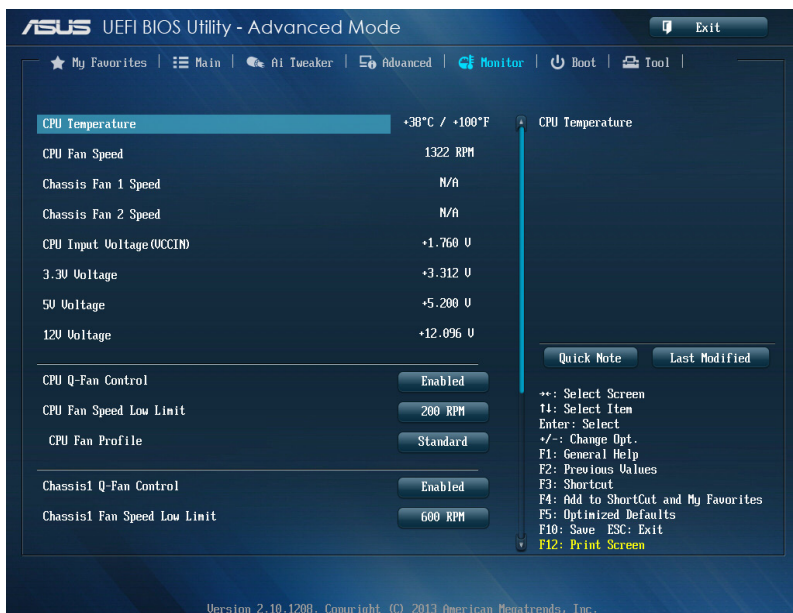 ASUS UEFI BIOS Utility - Advanced Mode
Exit
My Favorites | Main | Ai Tweaker | Advanced | Monitor | Boot | Tool |
CPU Temperature +38°C / +100°F
CPU Temperature
CPU Fan Speed 1322 RPM
Chassis Fan 1 Speed N/A
Chassis Fan 2 Speed N/A
CPU Input Voltage(VCCIN) +1.760 V
3.3V Voltage +3.312 V
5V Voltage +5.200 V
12V Voltage +12.096 V
CPU Q-Fan Control Enabled
CPU Fan Speed Low Limit 200 RPM
CPU Fan Profile Standard
Chassis1 Q-Fan Control Enabled
Chassis1 Fan Speed Low Limit 600 RPM
Quick Note Last Modified
→←: Select Screen
↑↓: Select Item
Enter: Select
+/-: Change Opt.
F1: General Help
F2: Previous Values
F3: Shortcut
F4: Add to ShortCut and My Favorites
F5: Optimized Defaults
F10: Save ESC: Exit
F12: Print Screen
Version 2.10.1208. Copyright (C) 2013 American Megatrends, Inc.